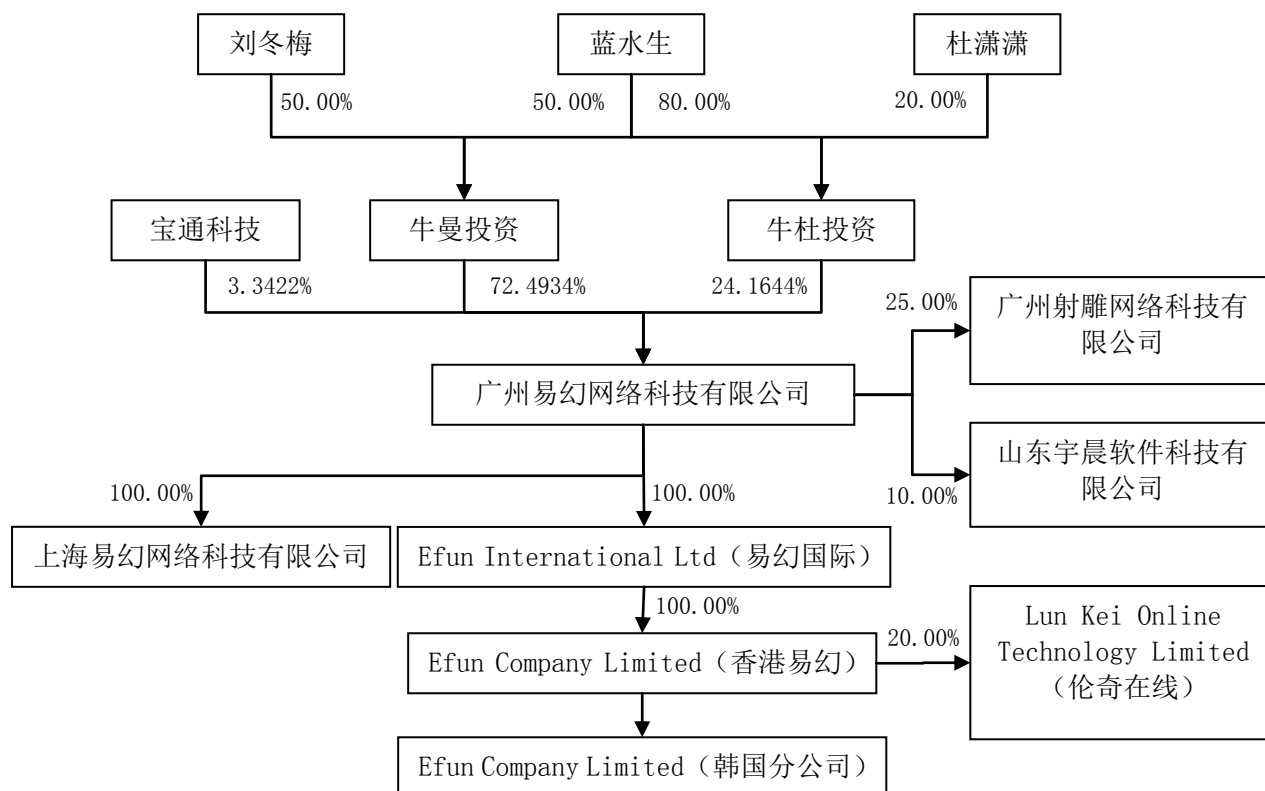 刘冬梅
蓝水生
杜潇潇
50.00%
50.00%
80.00%
20.00%
宝通科技
牛曼投资
牛杜投资
3.3422%
72.4934%
24.1644%
25.00%
广州射雕网络科技有
限公司
广州易幻网络科技有限公司
山东宇晨软件科技有
限公司
10.00%
100.00%
100.00%
上海易幻网络科技有限公司
Efun International Ltd（易幻国际）
100.00%
Efun Company Limited（香港易幻）
20.00%
Lun Kei Online
Technology Limited
（伦奇在线）
Efun Company Limited（韩国分公司）